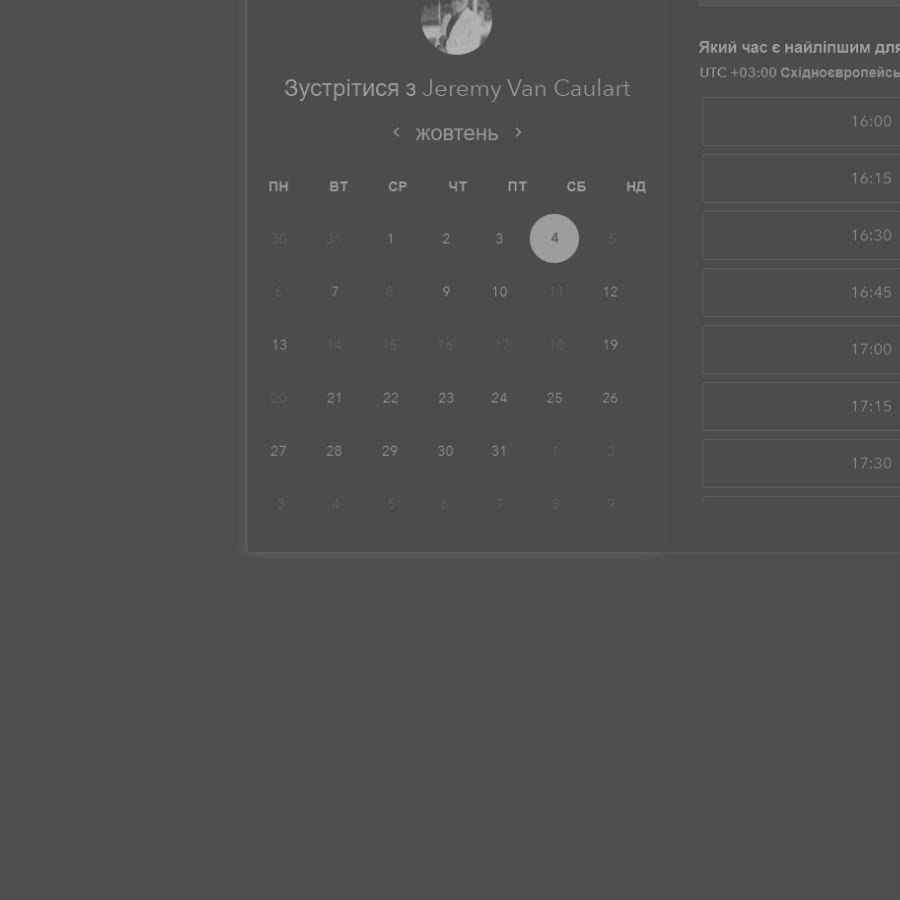 Зустрітися з Jeremy Van Caulart
жовтень
ПН ВТ СР ЧТ ПТ СБ НД
30 31 1 2 3 4 5
6 7 8 9 10 11 12
13 14 15 16 17 18 19
20 21 22 23 24 25 26
27 28 29 30 31 1 2
3 4 5 6 7 8 9
Який час є найліпшим для
UTC +03:00
16:00
16:15
16:30
16:45
17:00
17:15
17:30